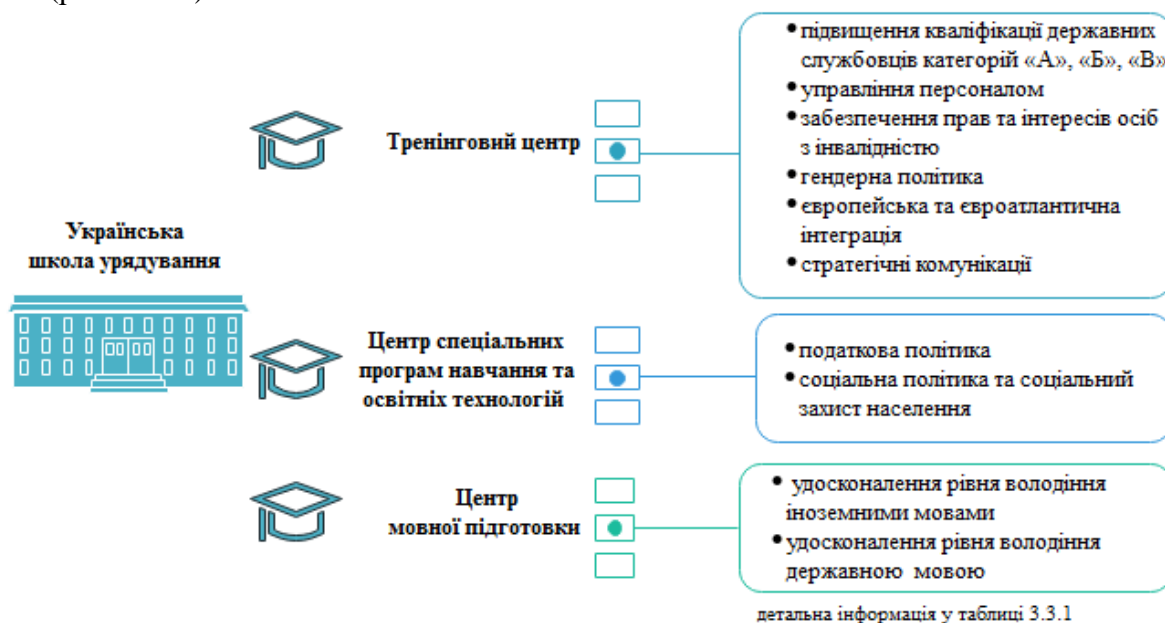 Українська
школа урядування
Тренінговий центр
• підвищення кваліфікації державних
службовців категорій «А», «Б», «В»
• управління персоналом
• забезпечення прав та інтересів осіб
з інвалідністю
• гендерна політика
• європейська та євроатлантична
інтеграція
• стратегічні комунікації
Центр спеціальних
програм навчання та
освітніх технологій
• податкова політика
• соціальна політика та соціальний
захист населення
Центр
мовної підготовки
• удосконалення рівня володіння
іноземними мовами
• удосконалення рівня володіння
державною мовою
детальна інформація у таблиці 3.3.1